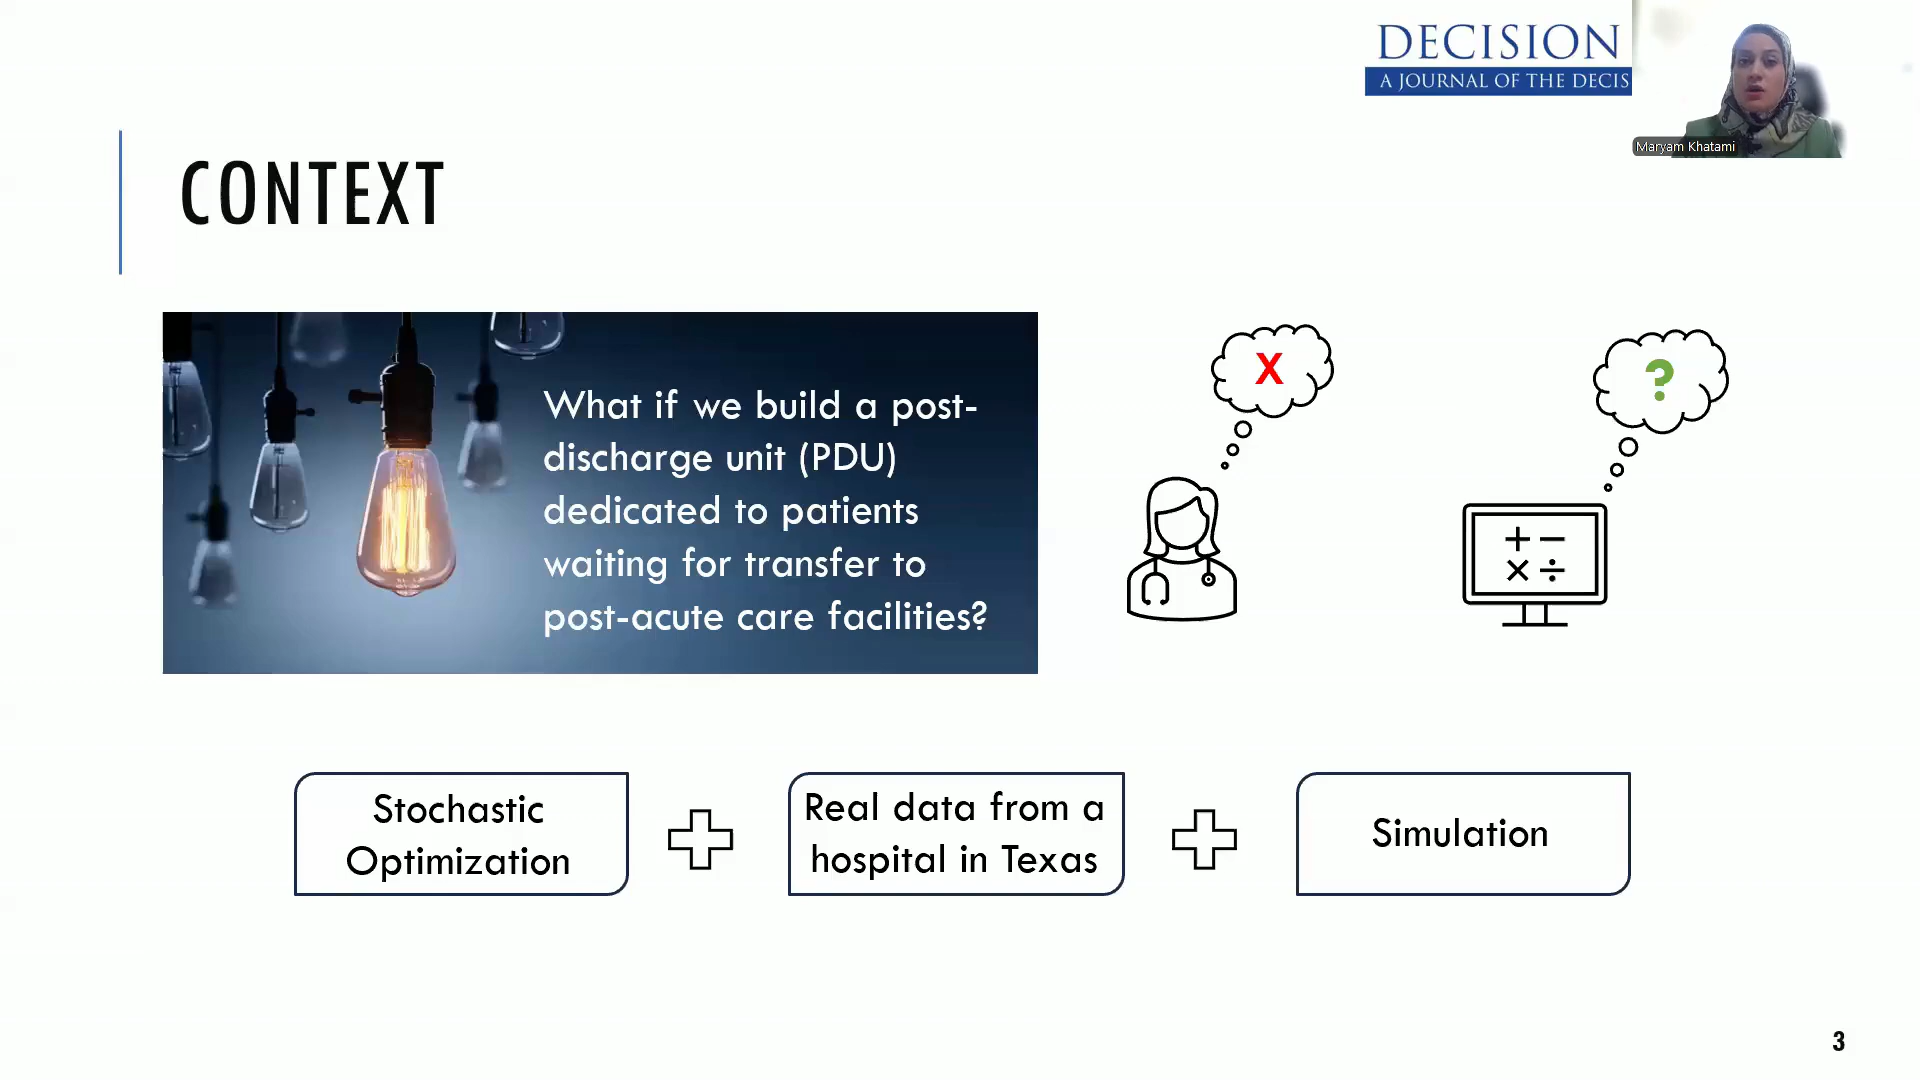 DECISION
A JOURNAL OF THE DECIS
Maryam Khatami
CONTEXT
What if we build a post-
discharge unit (PDU)
dedicated to patients
waiting for transfer to
post-acute care facilities?
X
?
+ −
× ÷
Stochastic
Optimization
Real data from a
hospital in Texas
Simulation
3